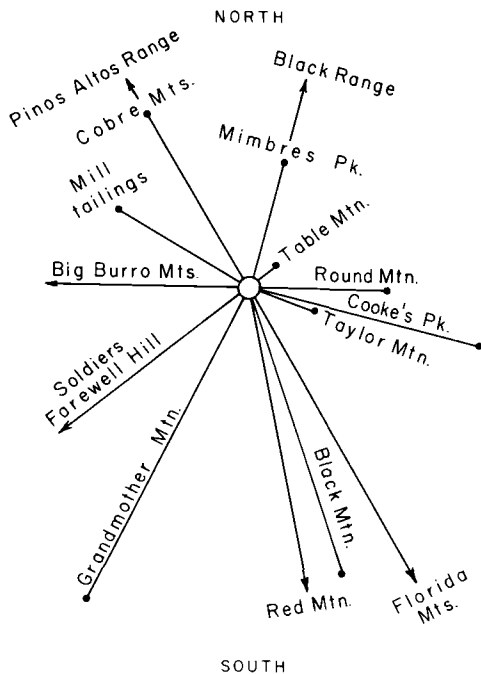 NORTH
Pinos Altos Range
Cobre Mts.
Black Range
Mimbres Pk.
Mill
tailings
Table Mtn.
Big Burro Mts.
Round Mtn.
Cooke's Pk.
Taylor Mtn.
Soldiers
Farewell Hill
Grandmother Mtn.
Black Mtn.
Red Mtn.
Florida
Mts.
SOUTH